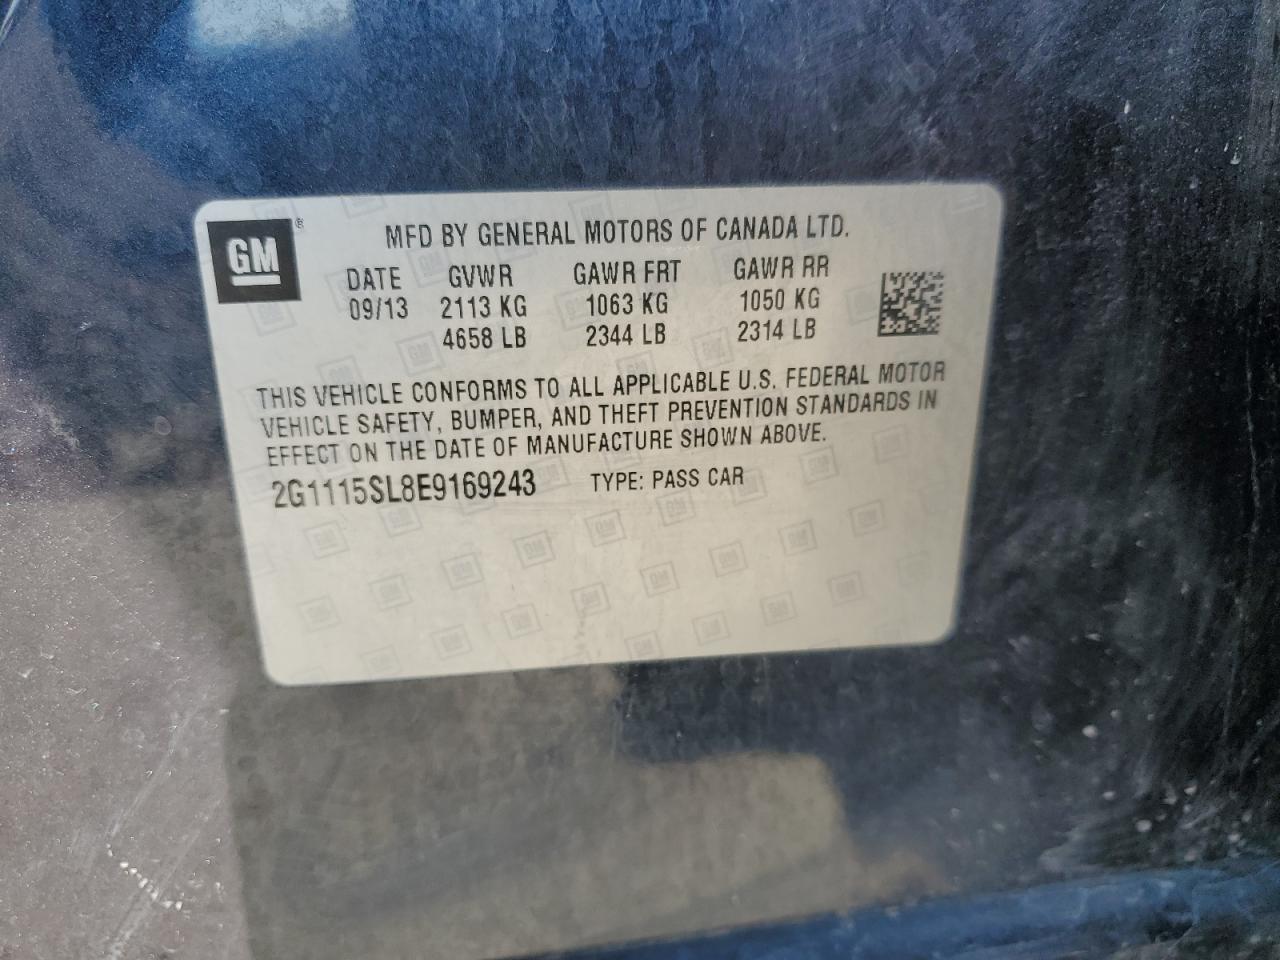 GM ®
MFD BY GENERAL MOTORS OF CANADA LTD.
DATE GVWR GAWR FRT GAWR RR
09/13 2113 KG 1063 KG 1050 KG
4658 LB 2344 LB 2314 LB
THIS VEHICLE CONFORMS TO ALL APPLICABLE U.S. FEDERAL MOTOR
VEHICLE SAFETY, BUMPER, AND THEFT PREVENTION STANDARDS IN
EFFECT ON THE DATE OF MANUFACTURE SHOWN ABOVE.
2G1115SL8E9169243 TYPE: PASS CAR